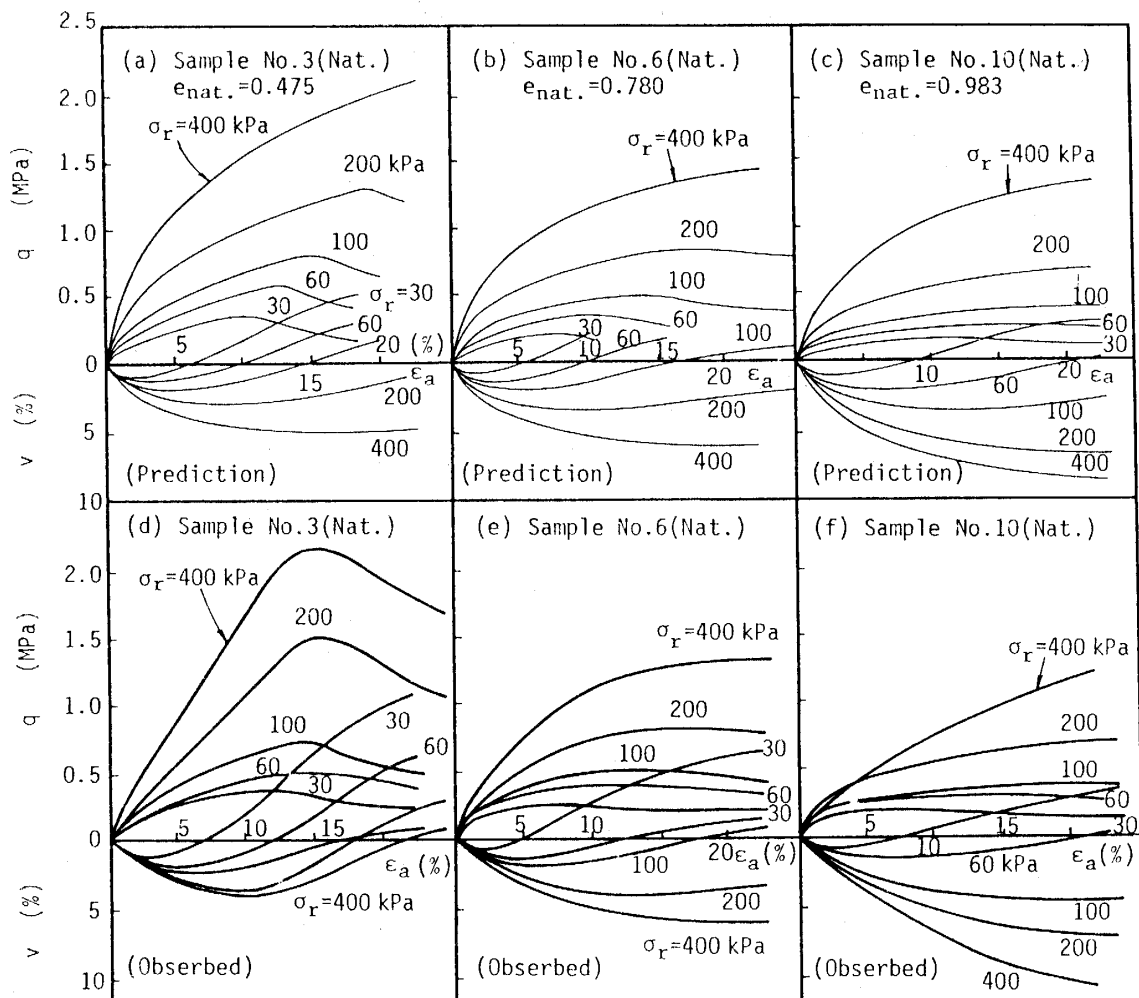 2.5
2.0
1.5
1.0
0.5
0
5
10
q (MPa)
v (%)
(a) Sample No.3(Nat.)
e nat.=0.475
σr=400 kPa
200 kPa
100
60
30
σr=30
60
5
15
20 (%)
εa
200
400
(Prediction)
(b) Sample No.6(Nat.)
e nat.=0.780
σr=400 kPa
200
100
60
30
60
100
5
10
15
20
εa
200
400
(Prediction)
(c) Sample No.10(Nat.)
e nat.=0.983
σr=400 kPa
200
100
60
30
10
20
εa
60
100
200
400
(Prediction)
2.0
1.5
1.0
0.5
0
5
10
q (MPa)
v (%)
(d) Sample No.3(Nat.)
σr=400 kPa
200
100
60
30
30
60
5
10
15
εa (%)
σr=400 kPa
(Obserbed)
(e) Sample No.6(Nat.)
σr=400 kPa
200
100
60
30
30
60
5
10
20εa(%)
100
200
σr=400 kPa
(Obserbed)
(f) Sample No.10(Nat.)
σr=400 kPa
200
100
60
30
5
10
15
εa(%)
60 kPa
100
200
400
(Obserbed)